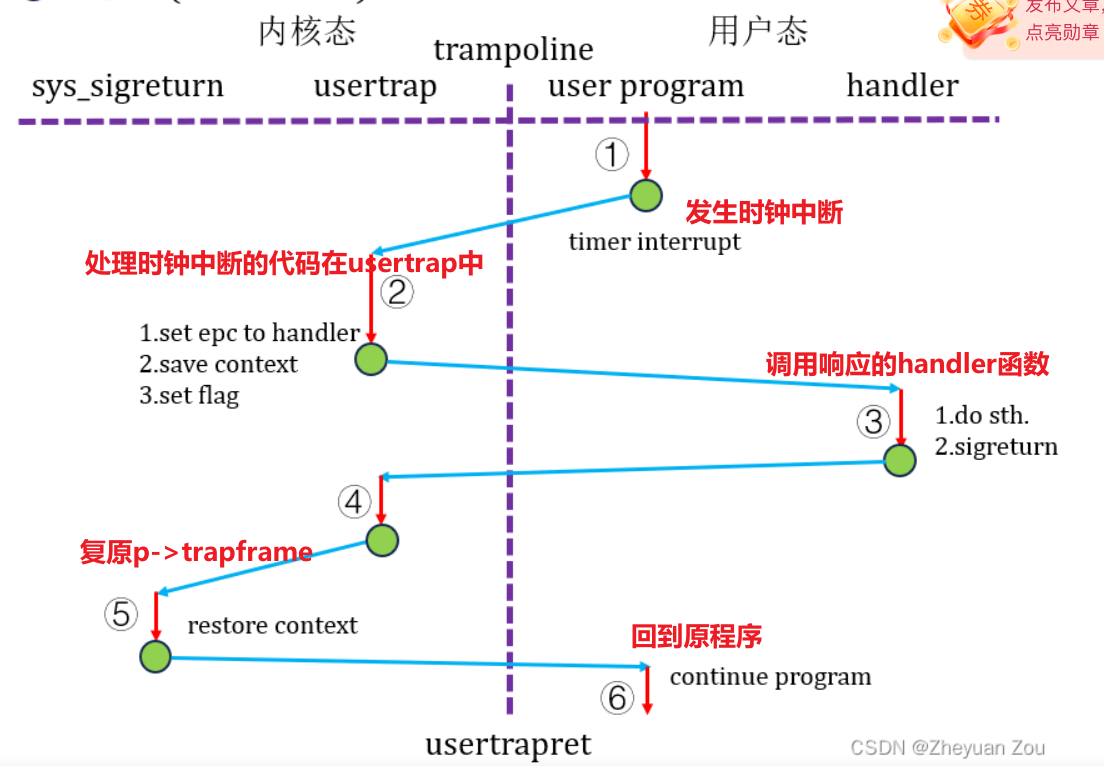 券
发布文章,
点亮勋章
内核态
用户态
trampoline
sys_sigreturn
usertrap
user program
handler
①
发生时钟中断
timer interrupt
处理时钟中断的代码在usertrap中
②
1.set epc to handler
2.save context
3.set flag
调用响应的handler函数
③
1.do sth.
2.sigreturn
④
复原p->trapframe
⑤
restore context
回到原程序
continue program
⑥
usertrapret
CSDN @Zheyuan Zou